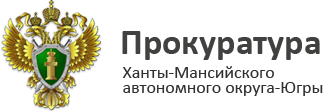 Прокуратура
Ханты-Мансийского
автономного округа-Югры